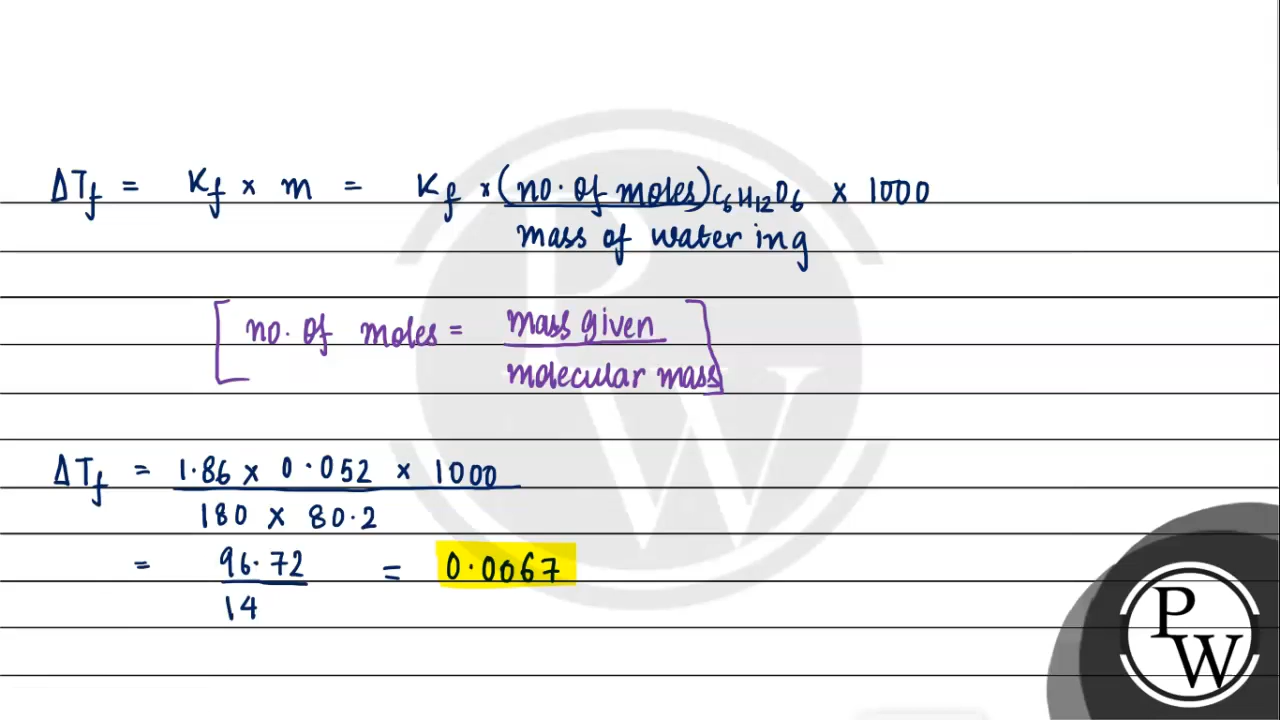 ΔTf = Kf × m = Kf × (no. of moles)C6H12O6 × 1000
mass of water ing
[no. of moles = mass given
molecular mass]
ΔTf = 1.86 × 0.052 × 1000
180 × 80.2
= 96.72 = 0.0067
14
P
W
P
W